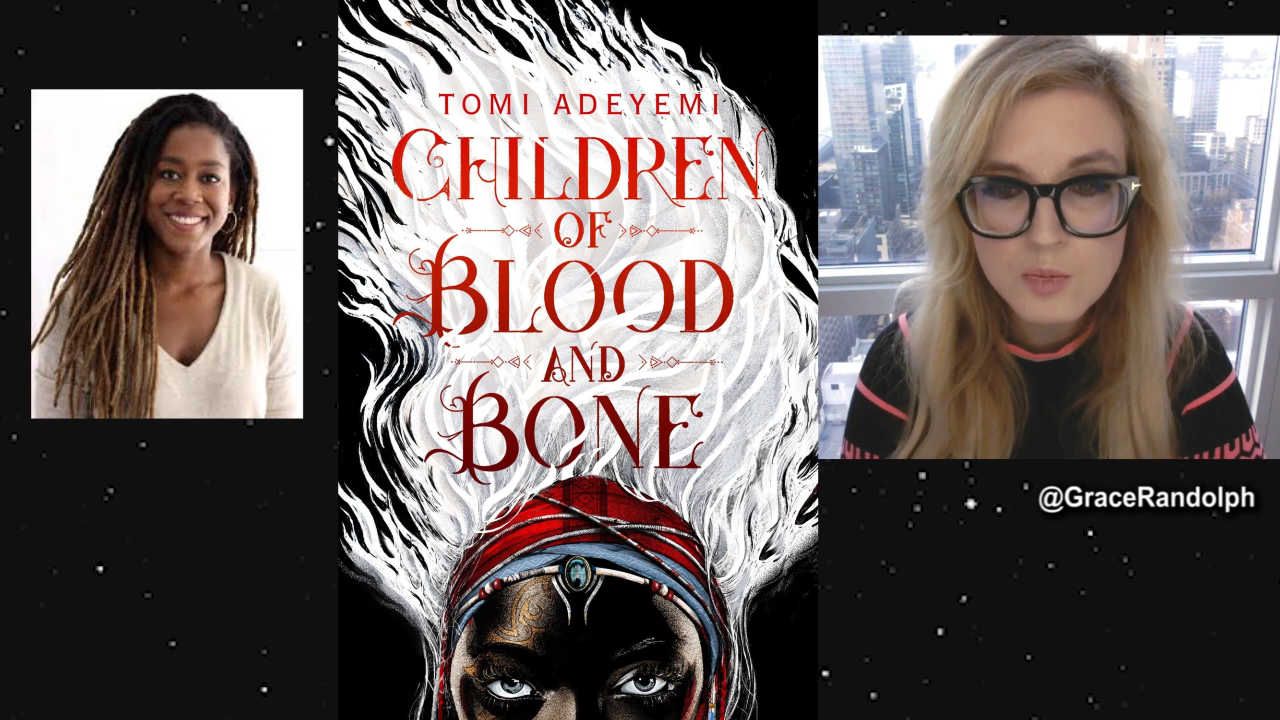 TOMI ADEYEMI
CHILDREN
OF
BLOOD
AND
BONE
@GraceRandolph